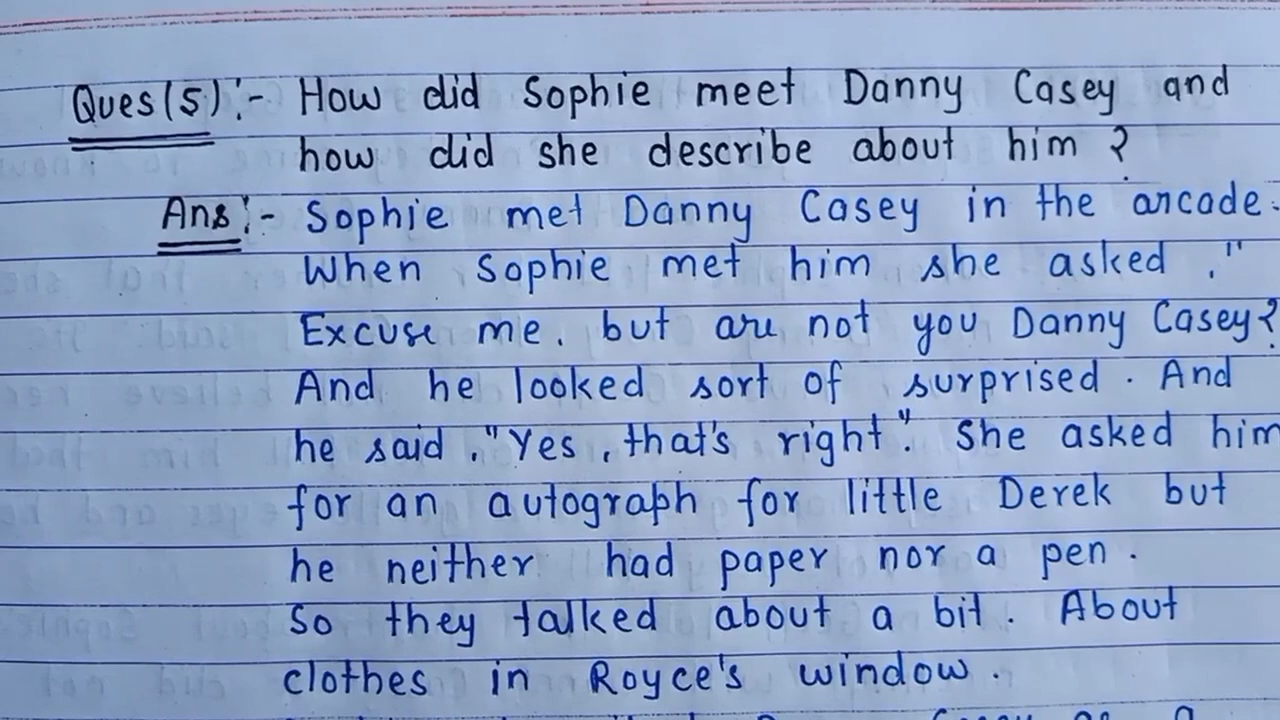 Ques(5):- How did Sophie meet Danny Casey and
how did she describe about him ?
Ans:- Sophie met Danny Casey in the arcade.
When Sophie met him she asked ,"
Excuse me, but are not you Danny Casey?
And he looked sort of surprised. And
he said, "Yes, that's right". She asked him
for an autograph for little Derek but
he neither had paper nor a pen.
So they talked about a bit. About
clothes in Royce's window.